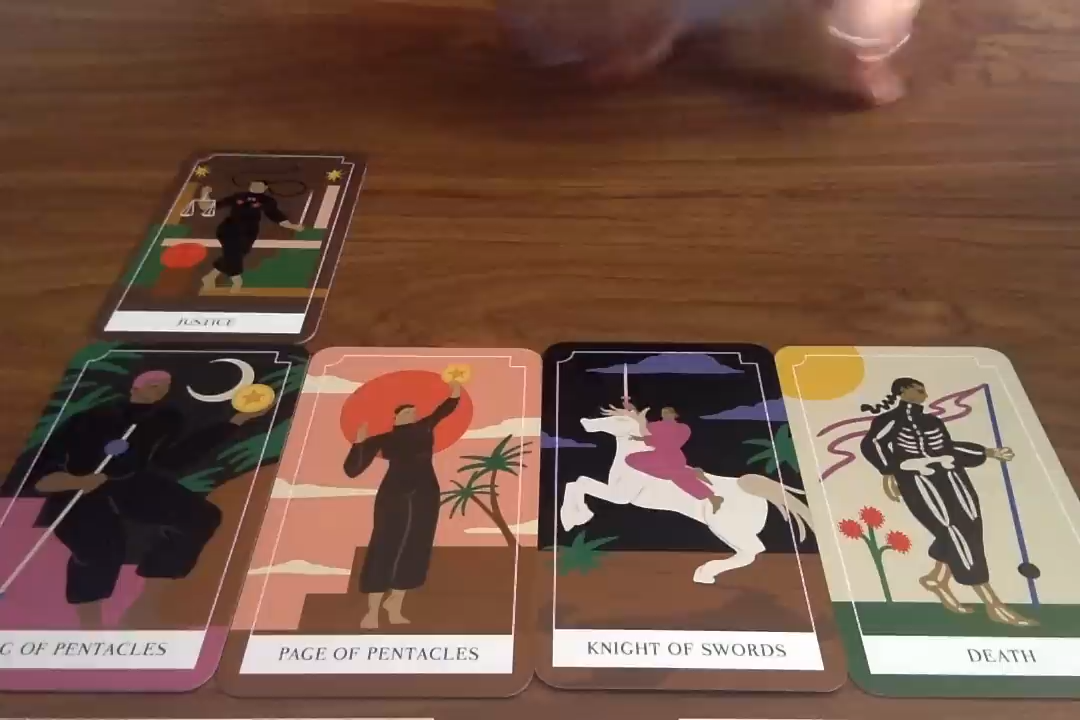 JUSTICE
G OF PENTACLES
PAGE OF PENTACLES
KNIGHT OF SWORDS
DEATH